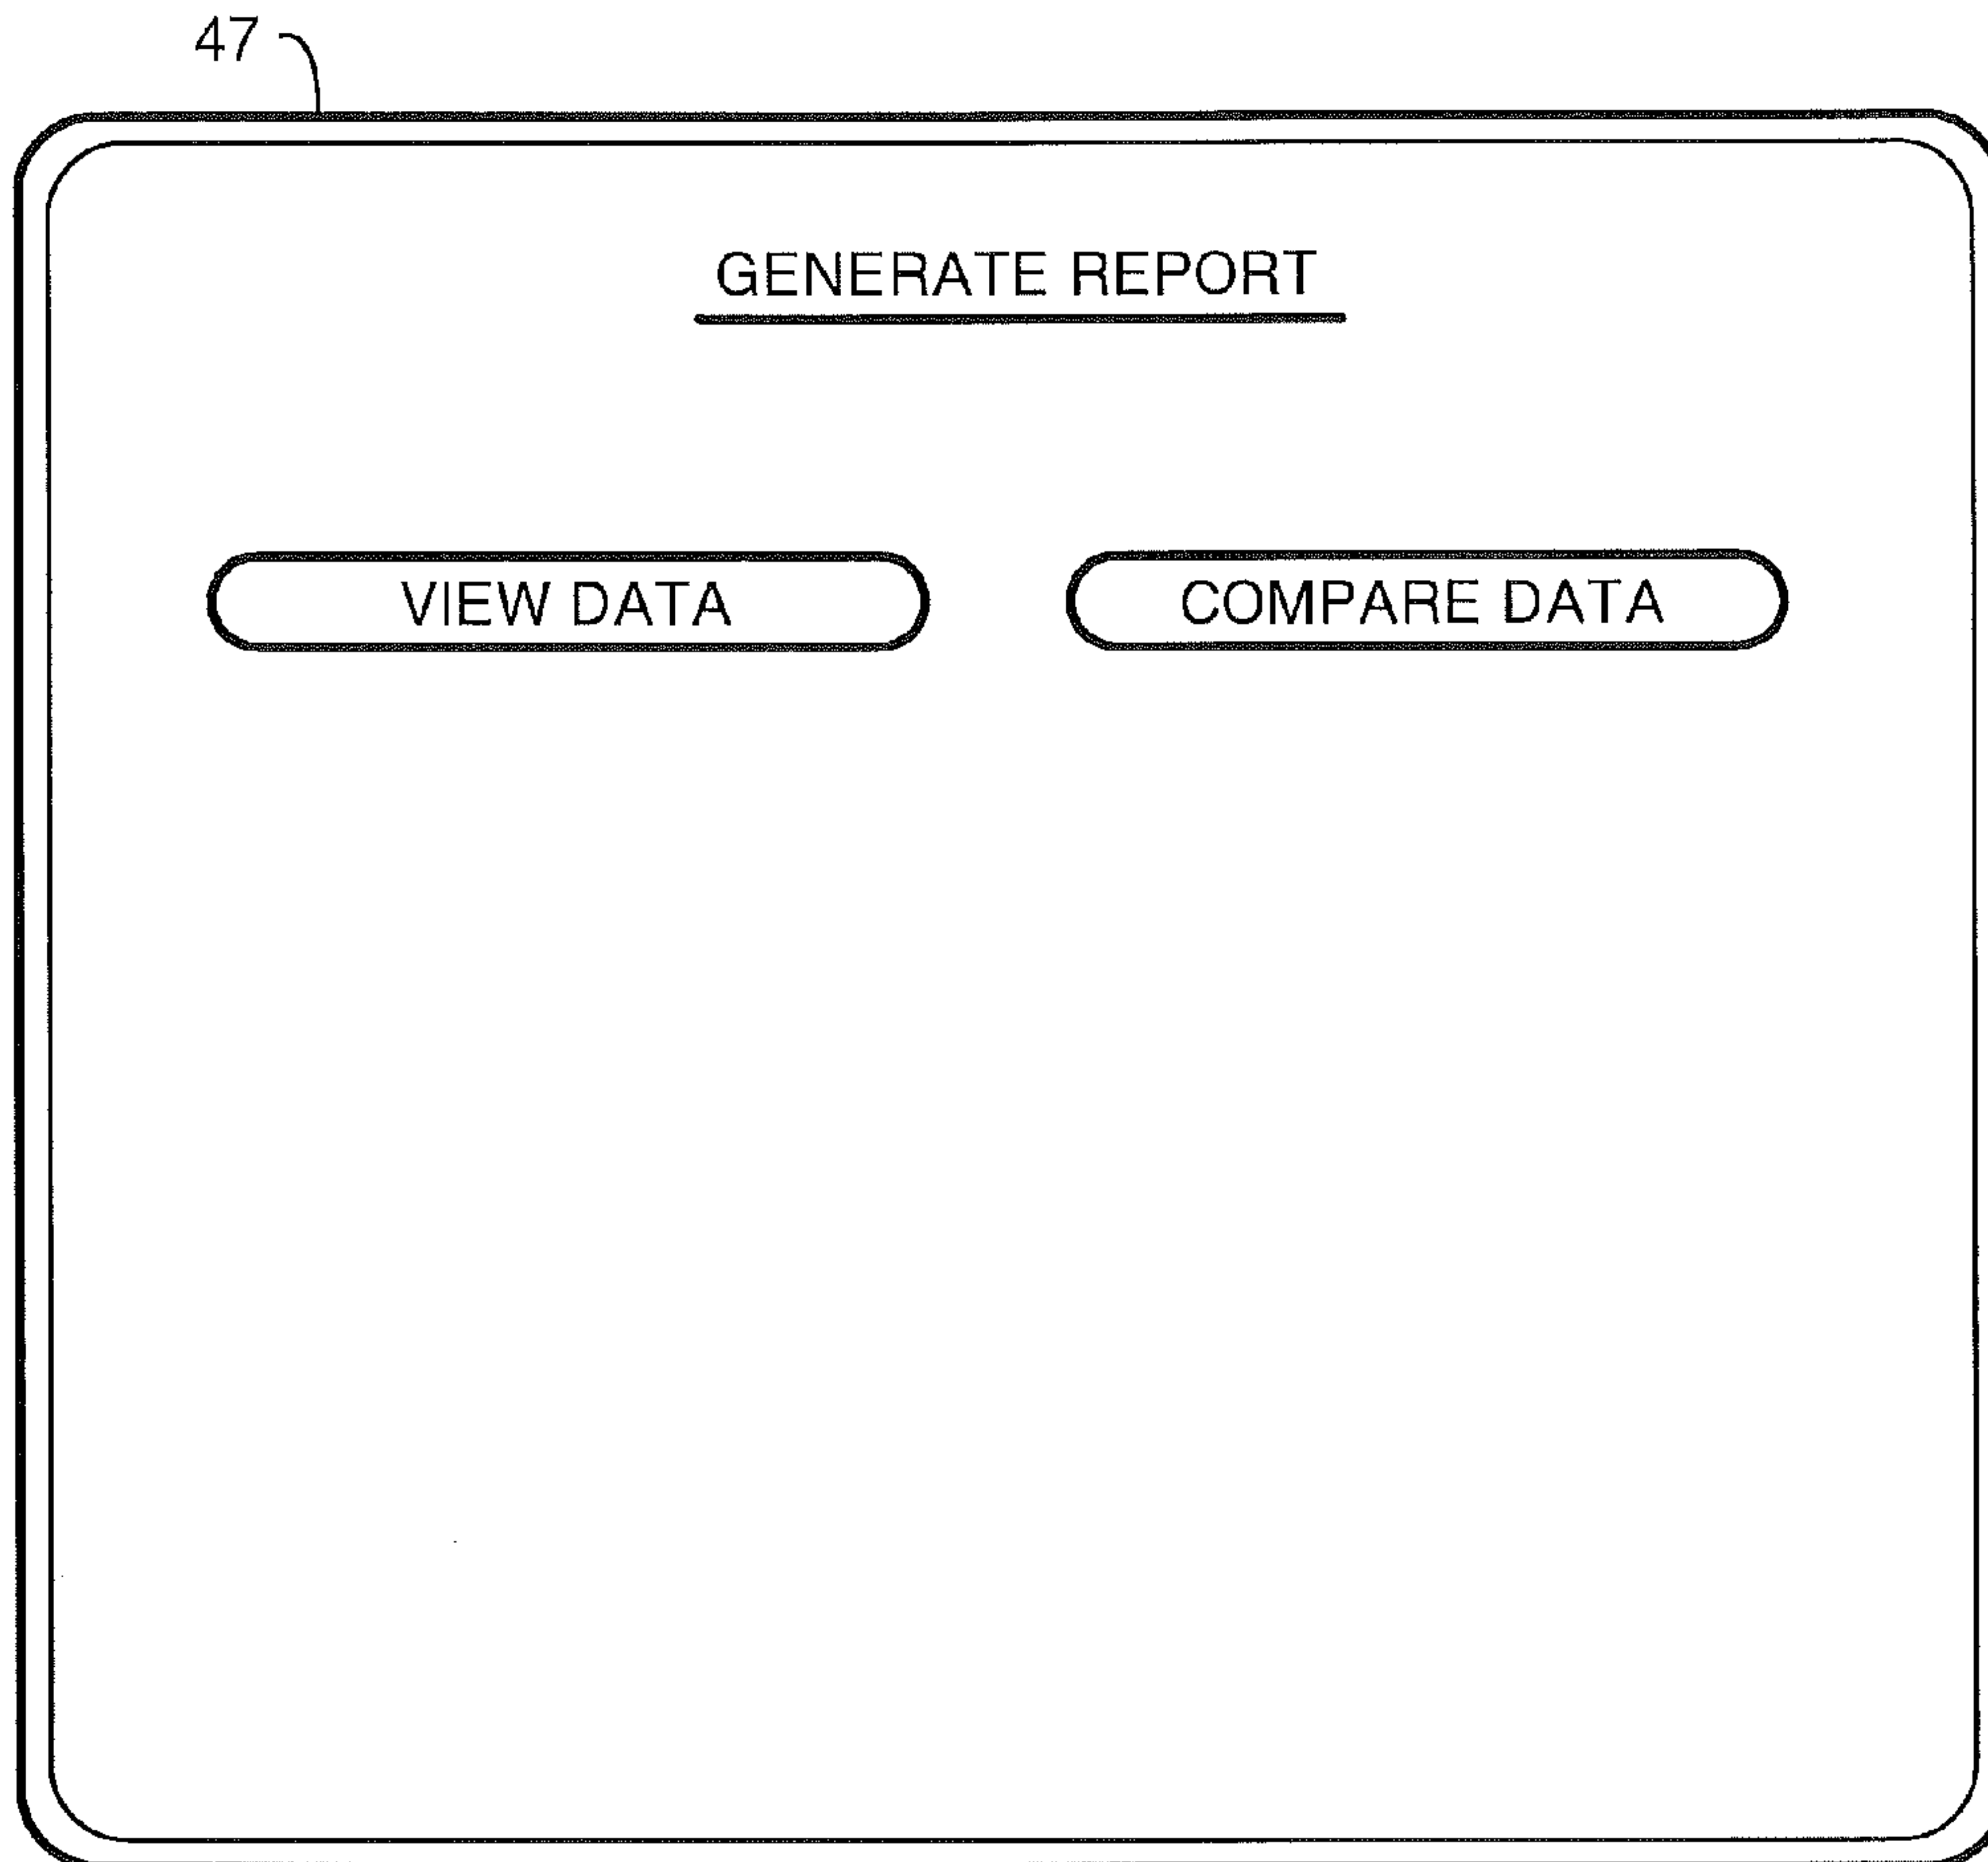 47
GENERATE REPORT
VIEW DATA
COMPARE DATA